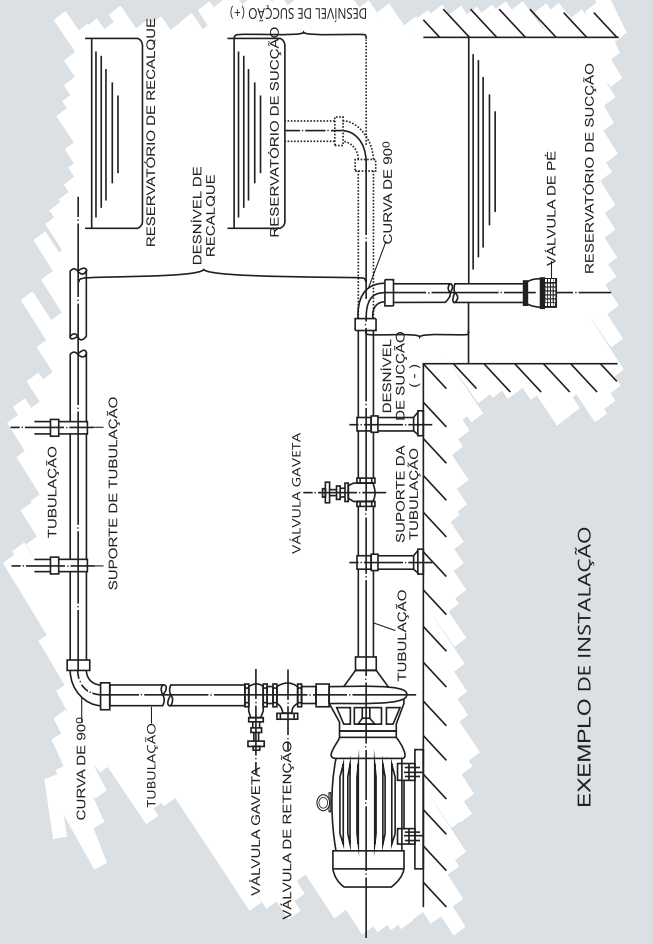 DESNÍVEL DE SUCÇÃO (+)
RESERVATÓRIO DE RECALQUE
RESERVATÓRIO DE SUCÇÃO
DESNÍVEL DE
RECALQUE
CURVA DE 90º
VÁLVULA DE PÉ
RESERVATÓRIO DE SUCÇÃO
DESNÍVEL
DE SUCÇÃO
( - )
TUBULAÇÃO
SUPORTE DE TUBULAÇÃO
VÁLVULA GAVETA
SUPORTE DA
TUBULAÇÃO
TUBULAÇÃO
CURVA DE 90º
TUBULAÇÃO
VÁLVULA GAVETA
VÁLVULA DE RETENÇÃO
EXEMPLO DE INSTALAÇÃO